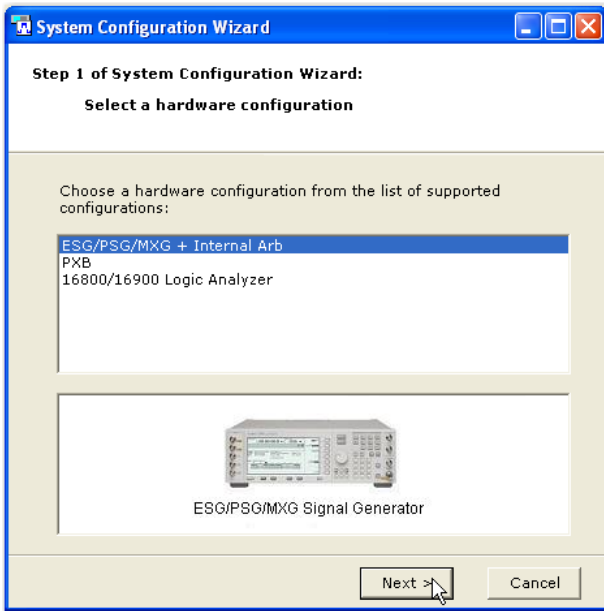 System Configuration Wizard
Step 1 of System Configuration Wizard:
Select a hardware configuration
Choose a hardware configuration from the list of supported
configurations:
ESG/PSG/MXG + Internal Arb
PXB
16800/16900 Logic Analyzer
ESG/PSG/MXG Signal Generator
Next >
Cancel